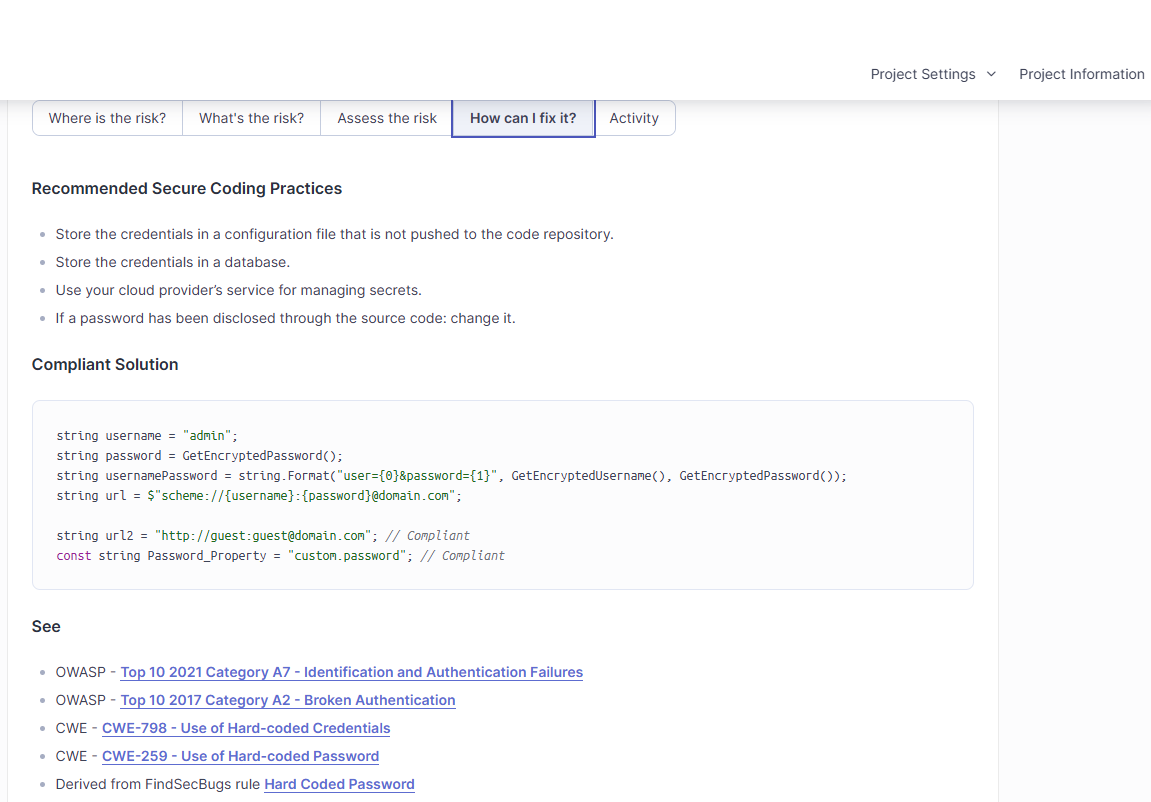 Project Settings Project Information
Where is the risk? What's the risk? Assess the risk How can I fix it? Activity
Recommended Secure Coding Practices
Store the credentials in a configuration file that is not pushed to the code repository.
Store the credentials in a database.
Use your cloud provider’s service for managing secrets.
If a password has been disclosed through the source code: change it.
Compliant Solution
string username = "admin";
string password = GetEncryptedPassword();
string usernamePassword = string.Format("user={0}&password={1}", GetEncryptedUsername(), GetEncryptedPassword());
string url = $"scheme://{username}:{password}@domain.com";
string url2 = "http://guest:guest@domain.com"; // Compliant
const string Password_Property = "custom.password"; // Compliant
See
OWASP - Top 10 2021 Category A7 - Identification and Authentication Failures
OWASP - Top 10 2017 Category A2 - Broken Authentication
CWE - CWE-798 - Use of Hard-coded Credentials
CWE - CWE-259 - Use of Hard-coded Password
Derived from FindSecBugs rule Hard Coded Password